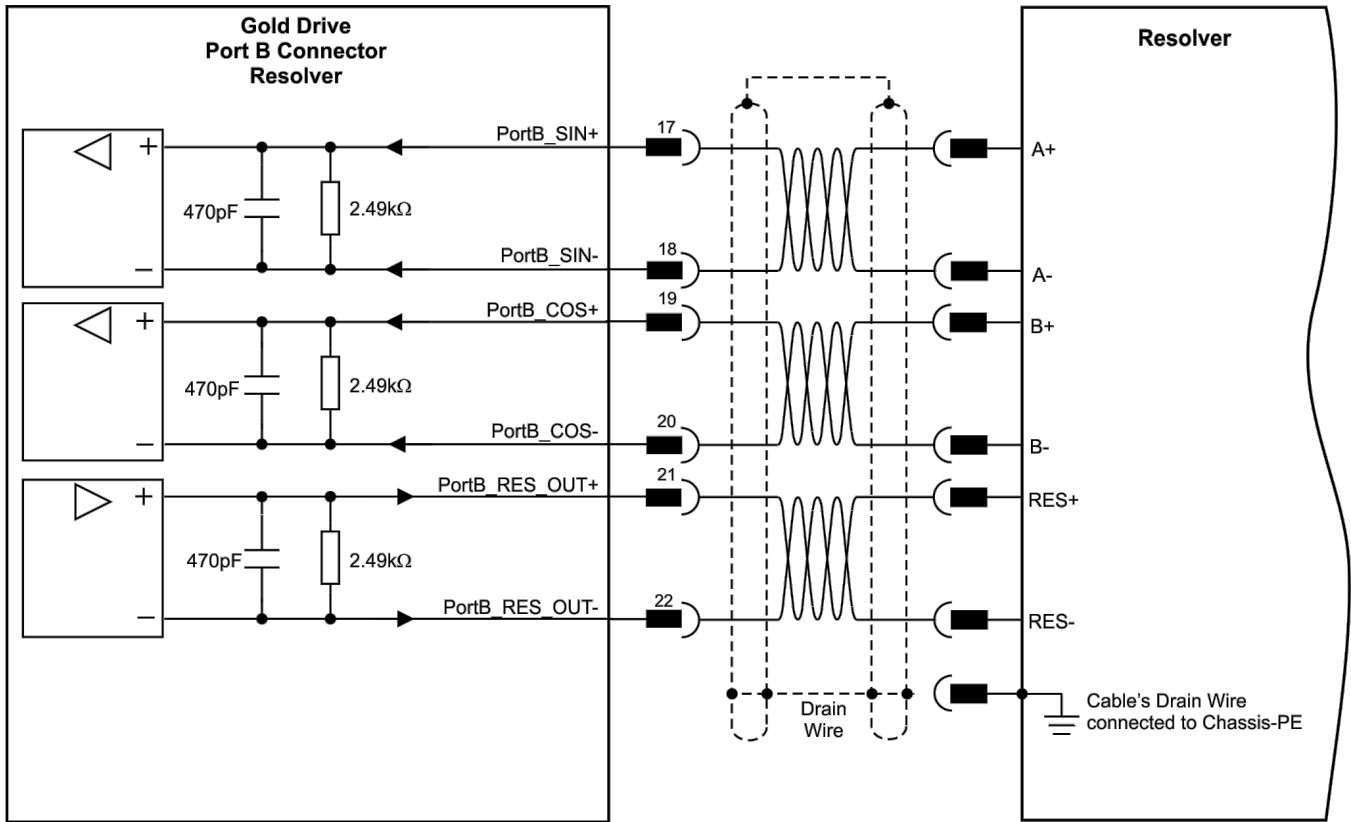 Gold Drive
Port B Connector
Resolver
Resolver
PortB_SIN+
17
A+
+
470pF
2.49kΩ
PortB_SIN-
18
A-
−
PortB_COS+
19
B+
+
470pF
2.49kΩ
PortB_COS-
20
B-
−
PortB_RES_OUT+
21
RES+
+
470pF
2.49kΩ
PortB_RES_OUT-
22
RES-
−
Drain
Wire
Cable's Drain Wire
connected to Chassis-PE